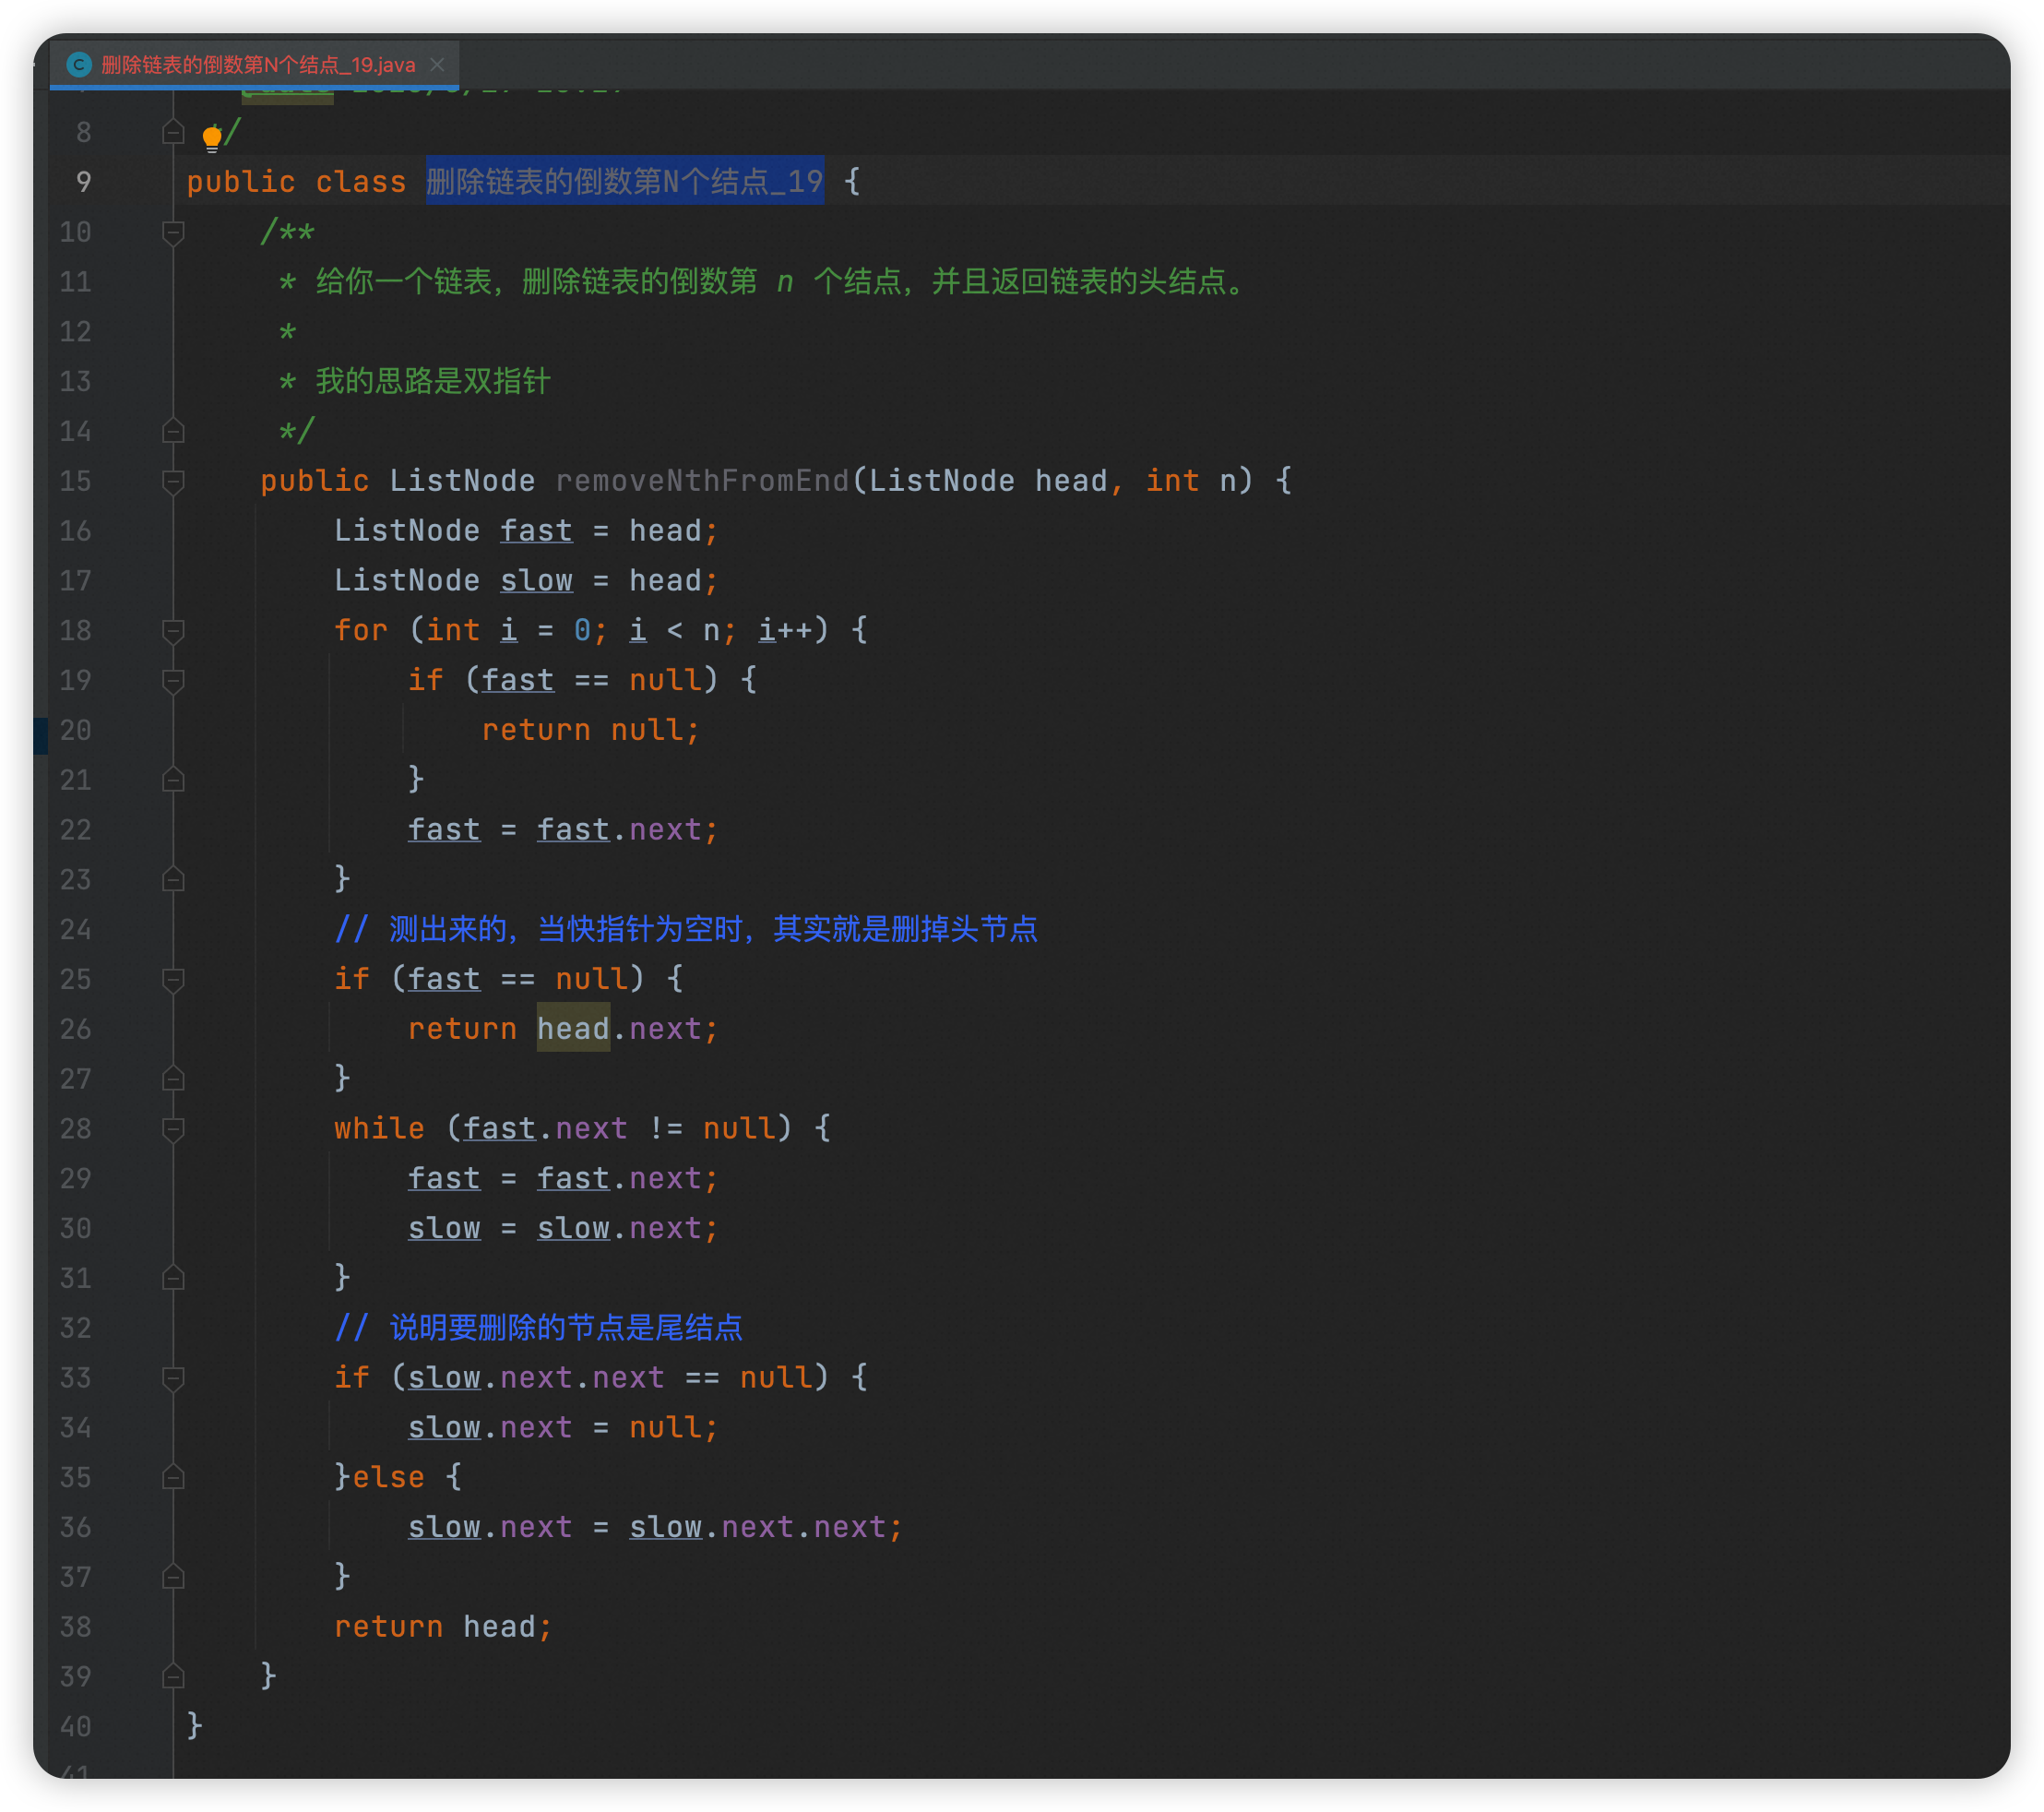 删除链表的倒数第N个结点_19.java
8 */
9 public class 删除链表的倒数第N个结点_19 {
10 /**
11 * 给你一个链表，删除链表的倒数第 n 个结点，并且返回链表的头结点。
12 *
13 * 我的思路是双指针
14 */
15 public ListNode removeNthFromEnd(ListNode head, int n) {
16 ListNode fast = head;
17 ListNode slow = head;
18 for (int i = 0; i < n; i++) {
19 if (fast == null) {
20 return null;
21 }
22 fast = fast.next;
23 }
24 // 测出来的，当快指针为空时，其实就是删掉头节点
25 if (fast == null) {
26 return head.next;
27 }
28 while (fast.next != null) {
29 fast = fast.next;
30 slow = slow.next;
31 }
32 // 说明要删除的节点是尾结点
33 if (slow.next.next == null) {
34 slow.next = null;
35 }else {
36 slow.next = slow.next.next;
37 }
38 return head;
39 }
40 }
41